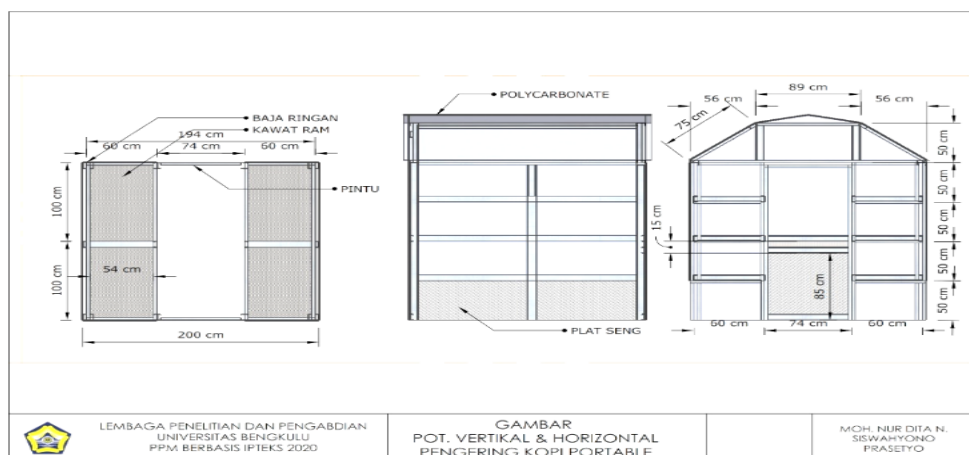 BAJA RINGAN
KAWAT RAM
194 cm
60 cm
74 cm
60 cm
PINTU
100 cm
100 cm
54 cm
200 cm
POLYCARBONATE
PLAT SENG
89 cm
56 cm
56 cm
75 cm
50 cm
50 cm
50 cm
50 cm
50 cm
15 cm
85 cm
60 cm
74 cm
60 cm
LEMBAGA PENELITIAN DAN PENGABDIAN
UNIVERSITAS BENGKULU
PPM BERBASIS IPTEKS 2020
GAMBAR
POT. VERTIKAL & HORIZONTAL
PENGERING KOPI PORTABLE
MOH. NUR DITA N.
SISWAHYONO
PRASETYO